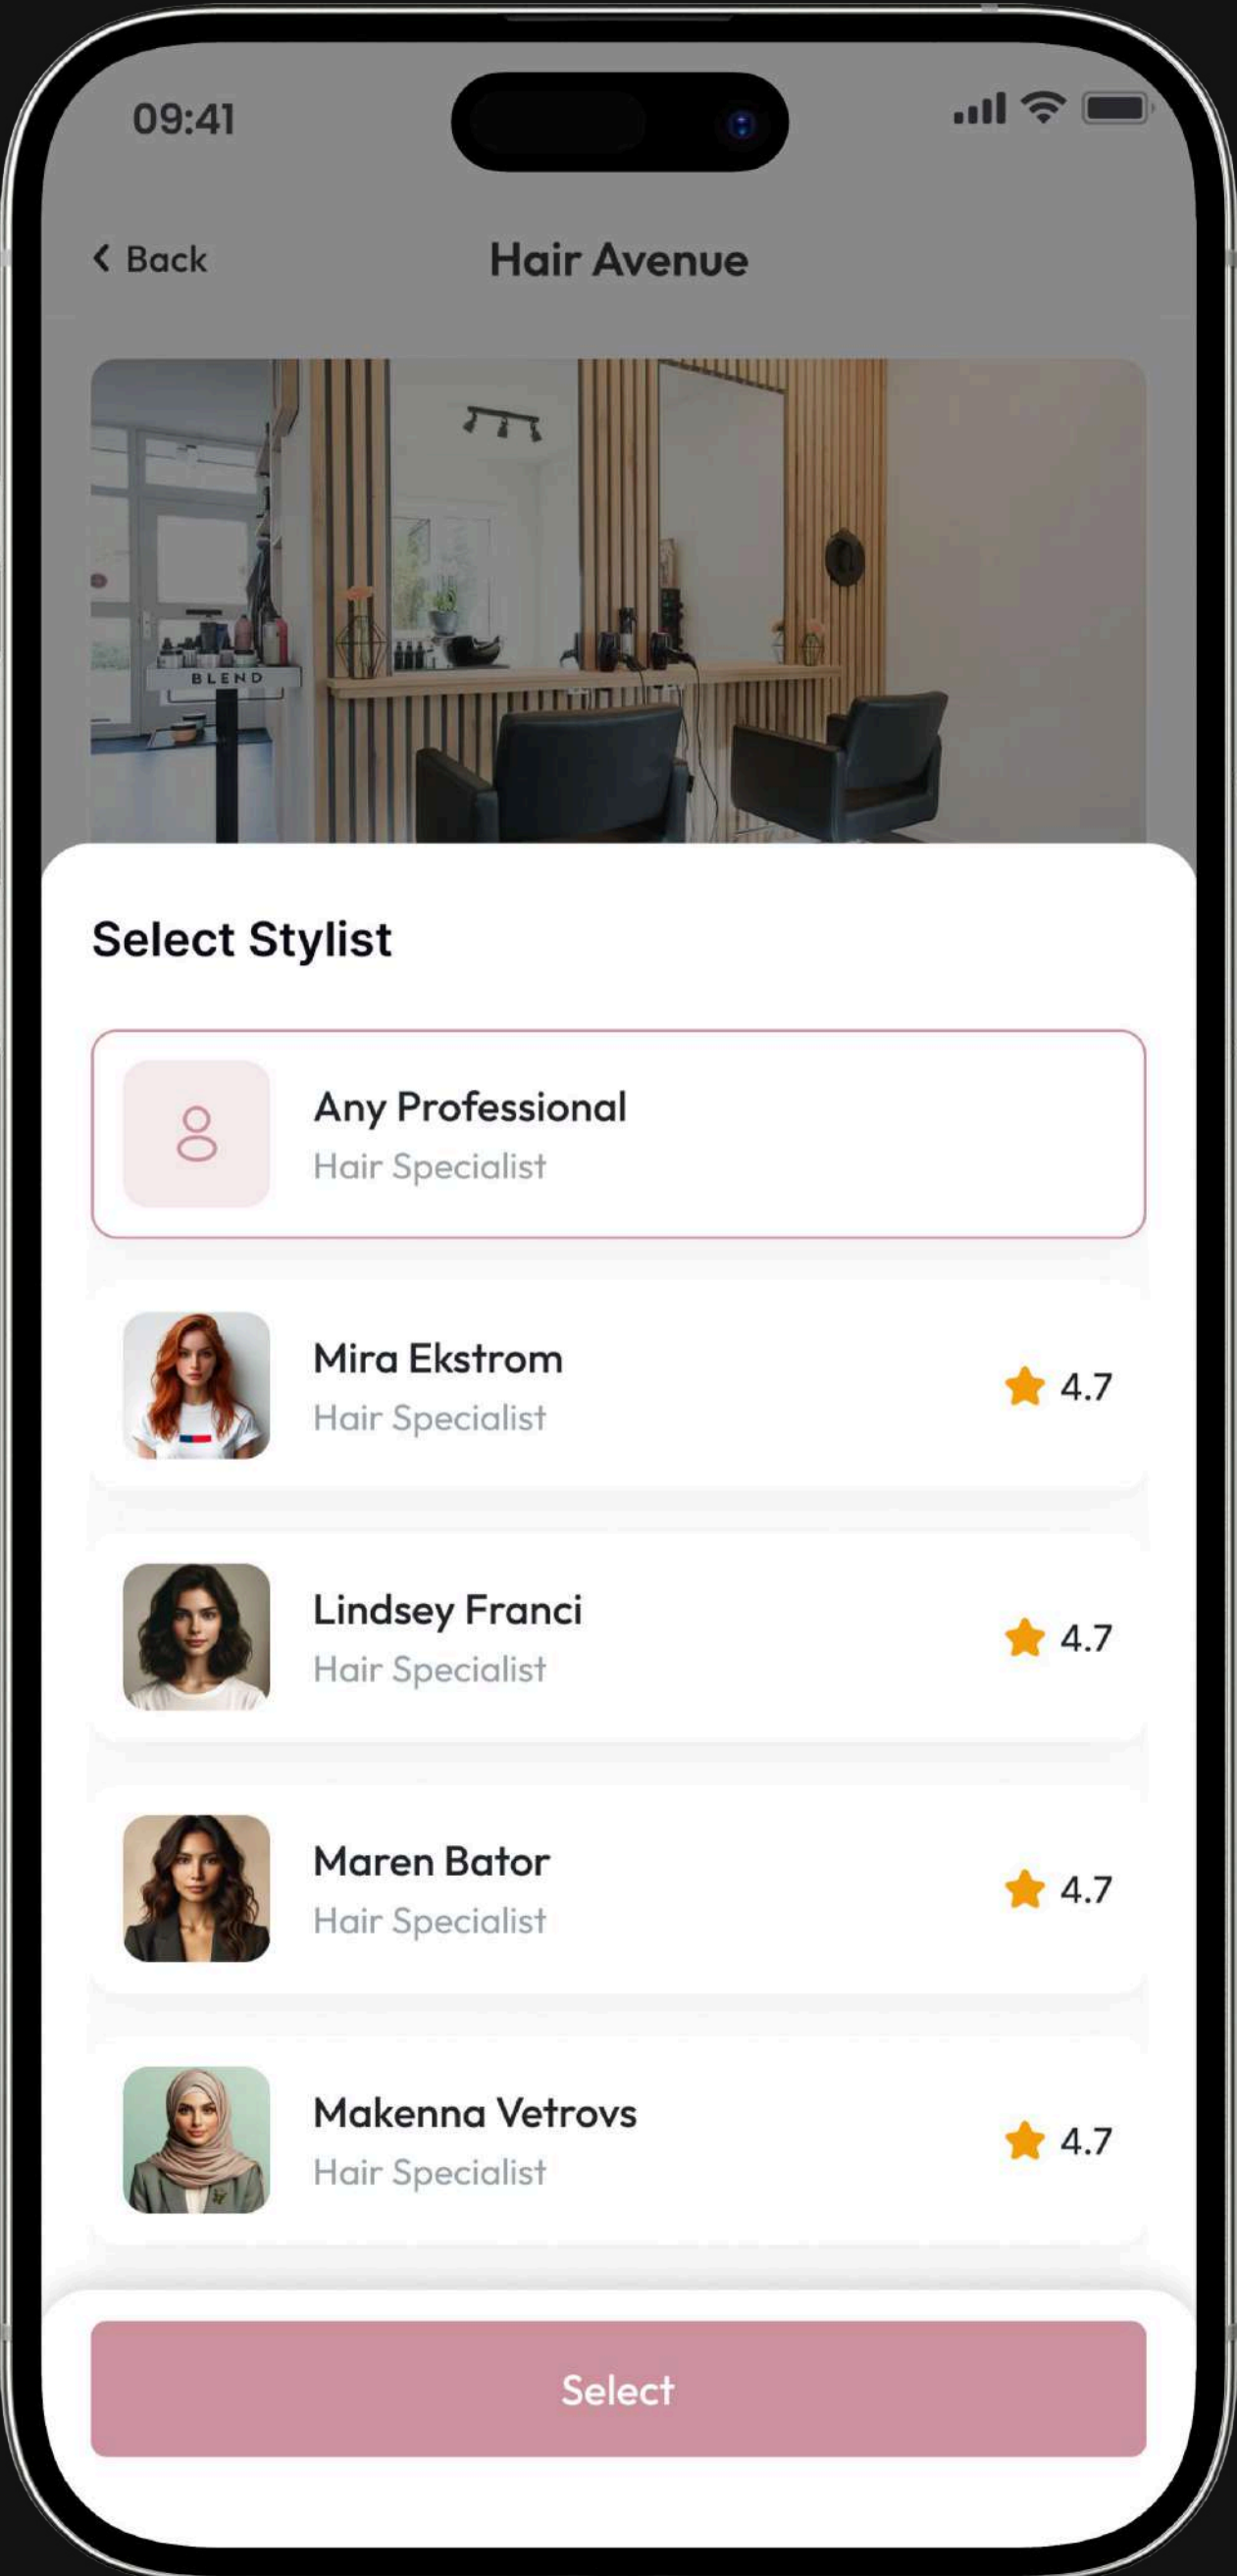 09:41
Back
Hair Avenue
BLEND
Select Stylist
Any Professional
Hair Specialist
Mira Ekstrom
Hair Specialist
4.7
Lindsey Franci
Hair Specialist
4.7
Maren Bator
Hair Specialist
4.7
Makenna Vetrovs
Hair Specialist
4.7
Select